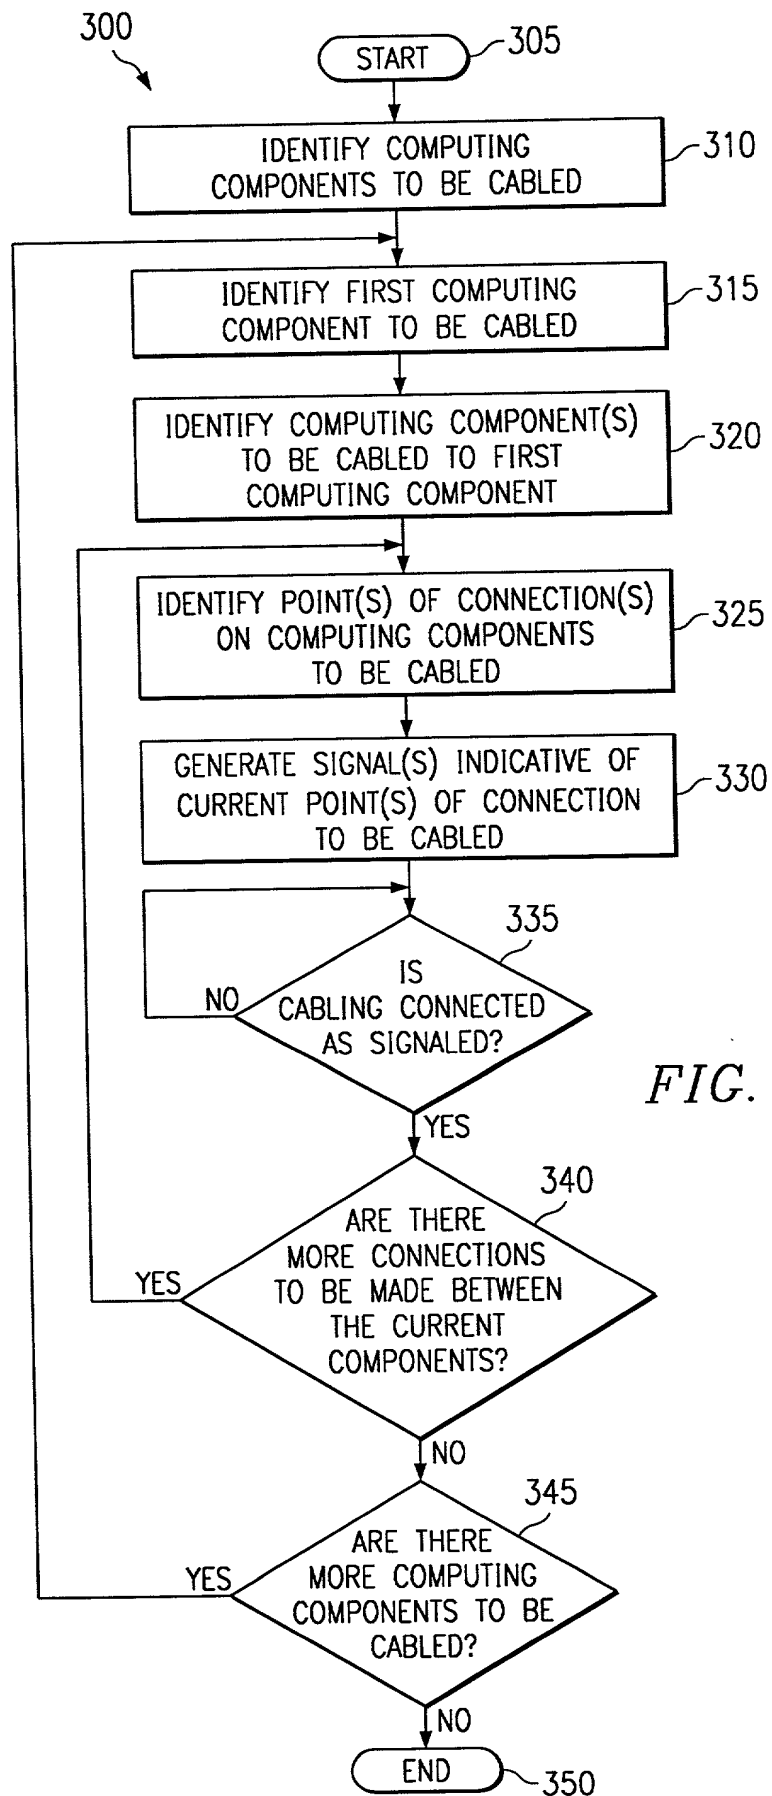 300
START
305
IDENTIFY COMPUTING
COMPONENTS TO BE CABLED
310
IDENTIFY FIRST COMPUTING
COMPONENT TO BE CABLED
315
IDENTIFY COMPUTING COMPONENT(S)
TO BE CABLED TO FIRST
COMPUTING COMPONENT
320
IDENTIFY POINT(S) OF CONNECTION(S)
ON COMPUTING COMPONENTS
TO BE CABLED
325
GENERATE SIGNAL(S) INDICATIVE OF
CURRENT POINT(S) OF CONNECTION
TO BE CABLED
330
335
IS
CABLING CONNECTED
AS SIGNALED?
NO
YES
FIG.
340
ARE THERE
MORE CONNECTIONS
TO BE MADE BETWEEN
THE CURRENT
COMPONENTS?
YES
NO
345
ARE THERE
MORE COMPUTING
COMPONENTS TO BE
CABLED?
YES
NO
END
350